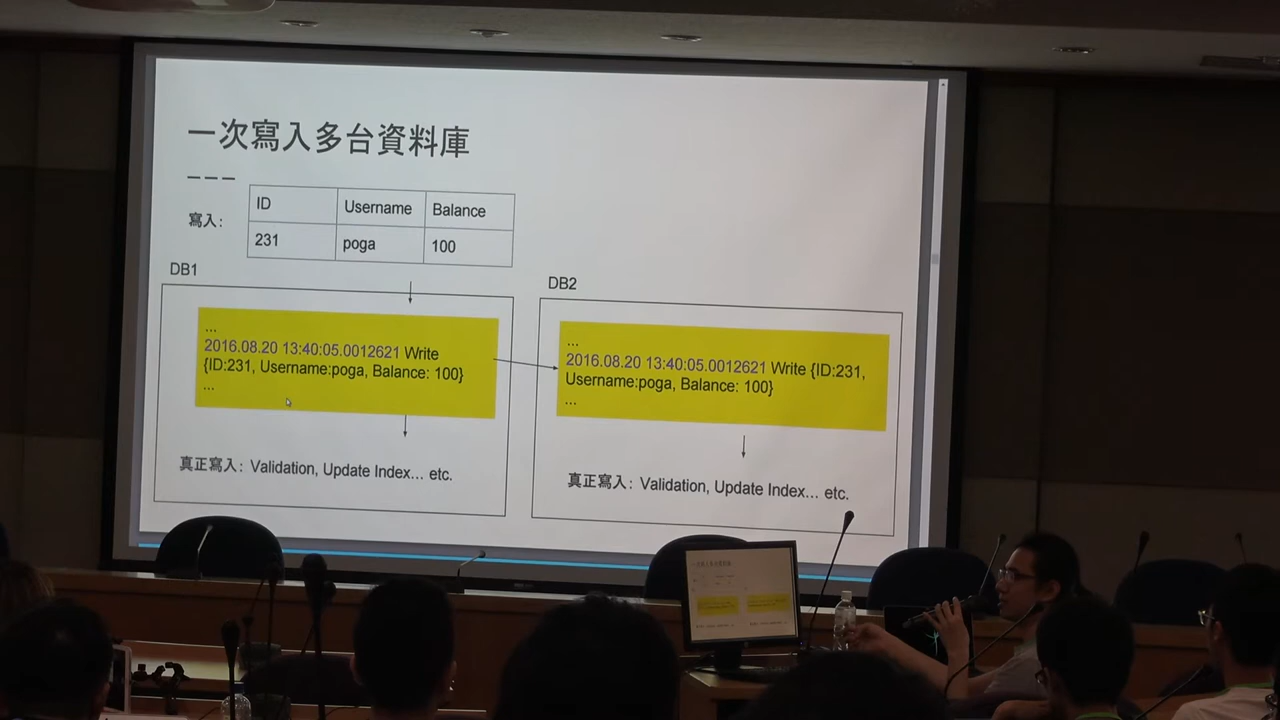 一次寫入多台資料庫
---
寫入:
ID Username Balance
231 poga 100
DB1
...
2016.08.20 13:40:05.0012621 Write
{ID:231, Username:poga, Balance: 100}
...
真正寫入: Validation, Update Index... etc.
DB2
...
2016.08.20 13:40:05.0012621 Write {ID:231,
Username:poga, Balance: 100}
...
真正寫入: Validation, Update Index... etc.